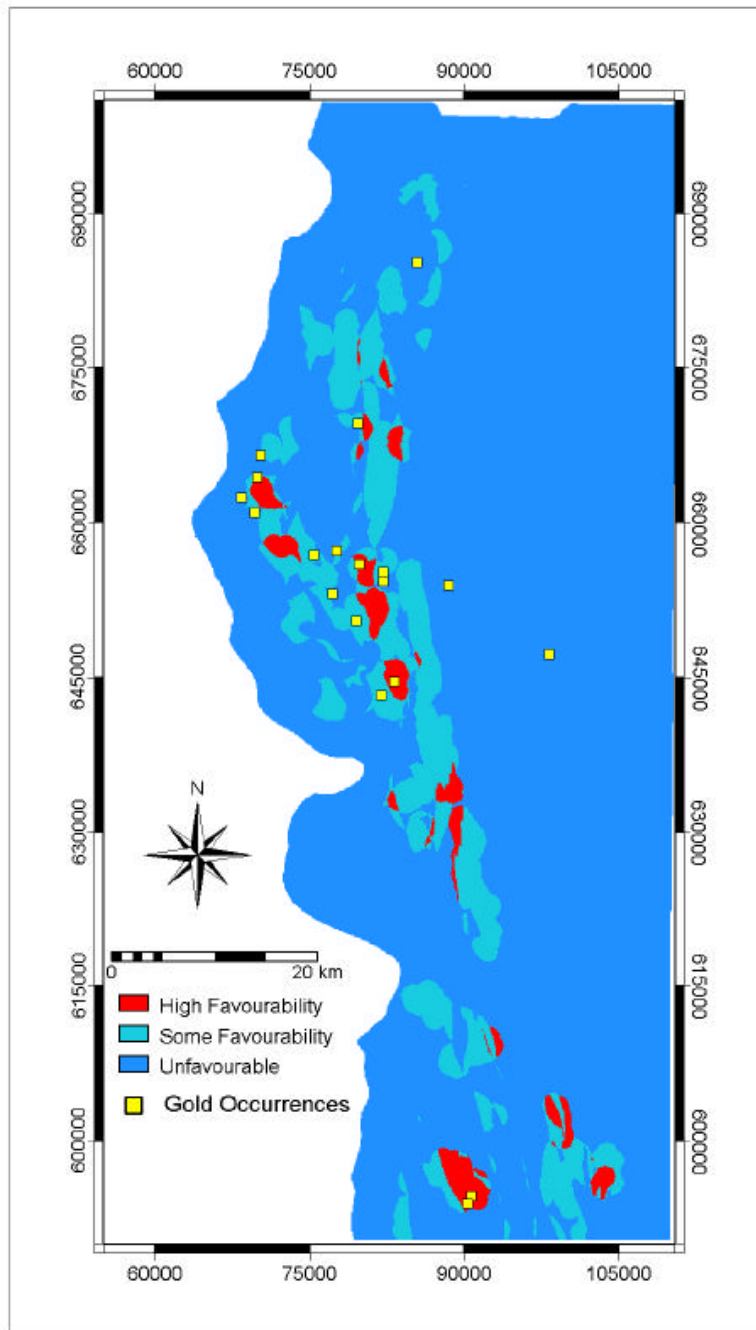 60000 75000 90000 105000
690000 690000
675000 675000
660000 660000
645000 645000
N
630000 630000
0 20 km
615000 615000
High Favourability
Some Favourability
Unfavourable
Gold Occurrences
600000 600000
60000 75000 90000 105000